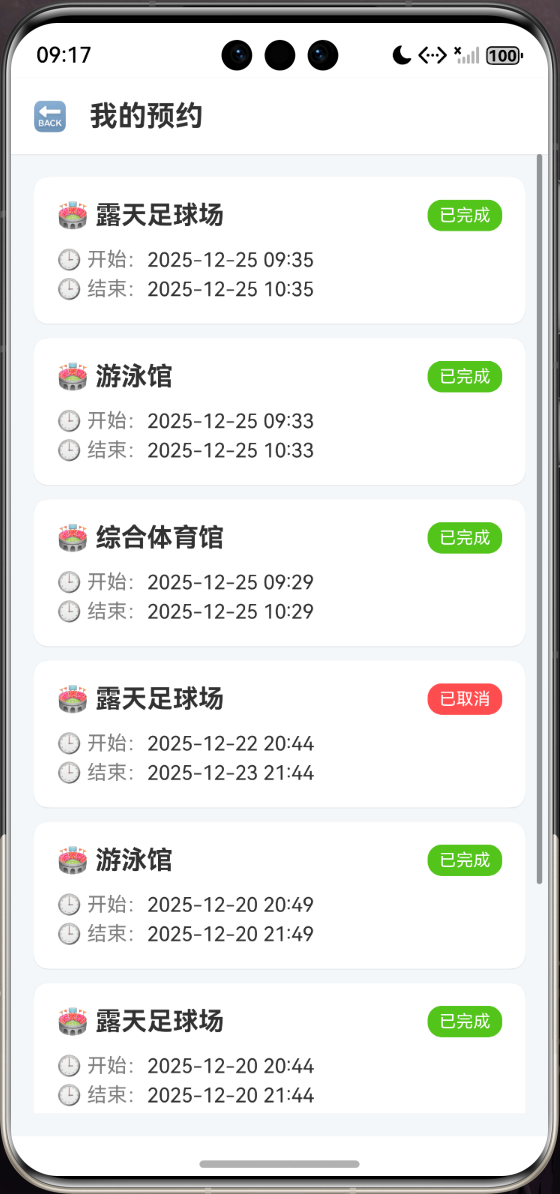 09:17
100
BACK
我的预约
露天足球场
已完成
开始：2025-12-25 09:35
结束：2025-12-25 10:35
游泳馆
已完成
开始：2025-12-25 09:33
结束：2025-12-25 10:33
综合体育馆
已完成
开始：2025-12-25 09:29
结束：2025-12-25 10:29
露天足球场
已取消
开始：2025-12-22 20:44
结束：2025-12-23 21:44
游泳馆
已完成
开始：2025-12-20 20:49
结束：2025-12-20 21:49
露天足球场
已完成
开始：2025-12-20 20:44
结束：2025-12-20 21:44